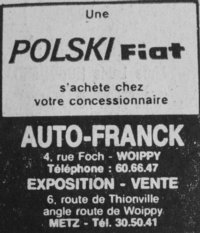 Une
POLSKI Fiat
s'achète chez
votre concessionnaire
AUTO-FRANCK
4, rue Foch - WOIPPY
Téléphone : 60.66.47
EXPOSITION - VENTE
6, route de Thionville
angle route de Woippy
METZ - Tél. 30.50.41